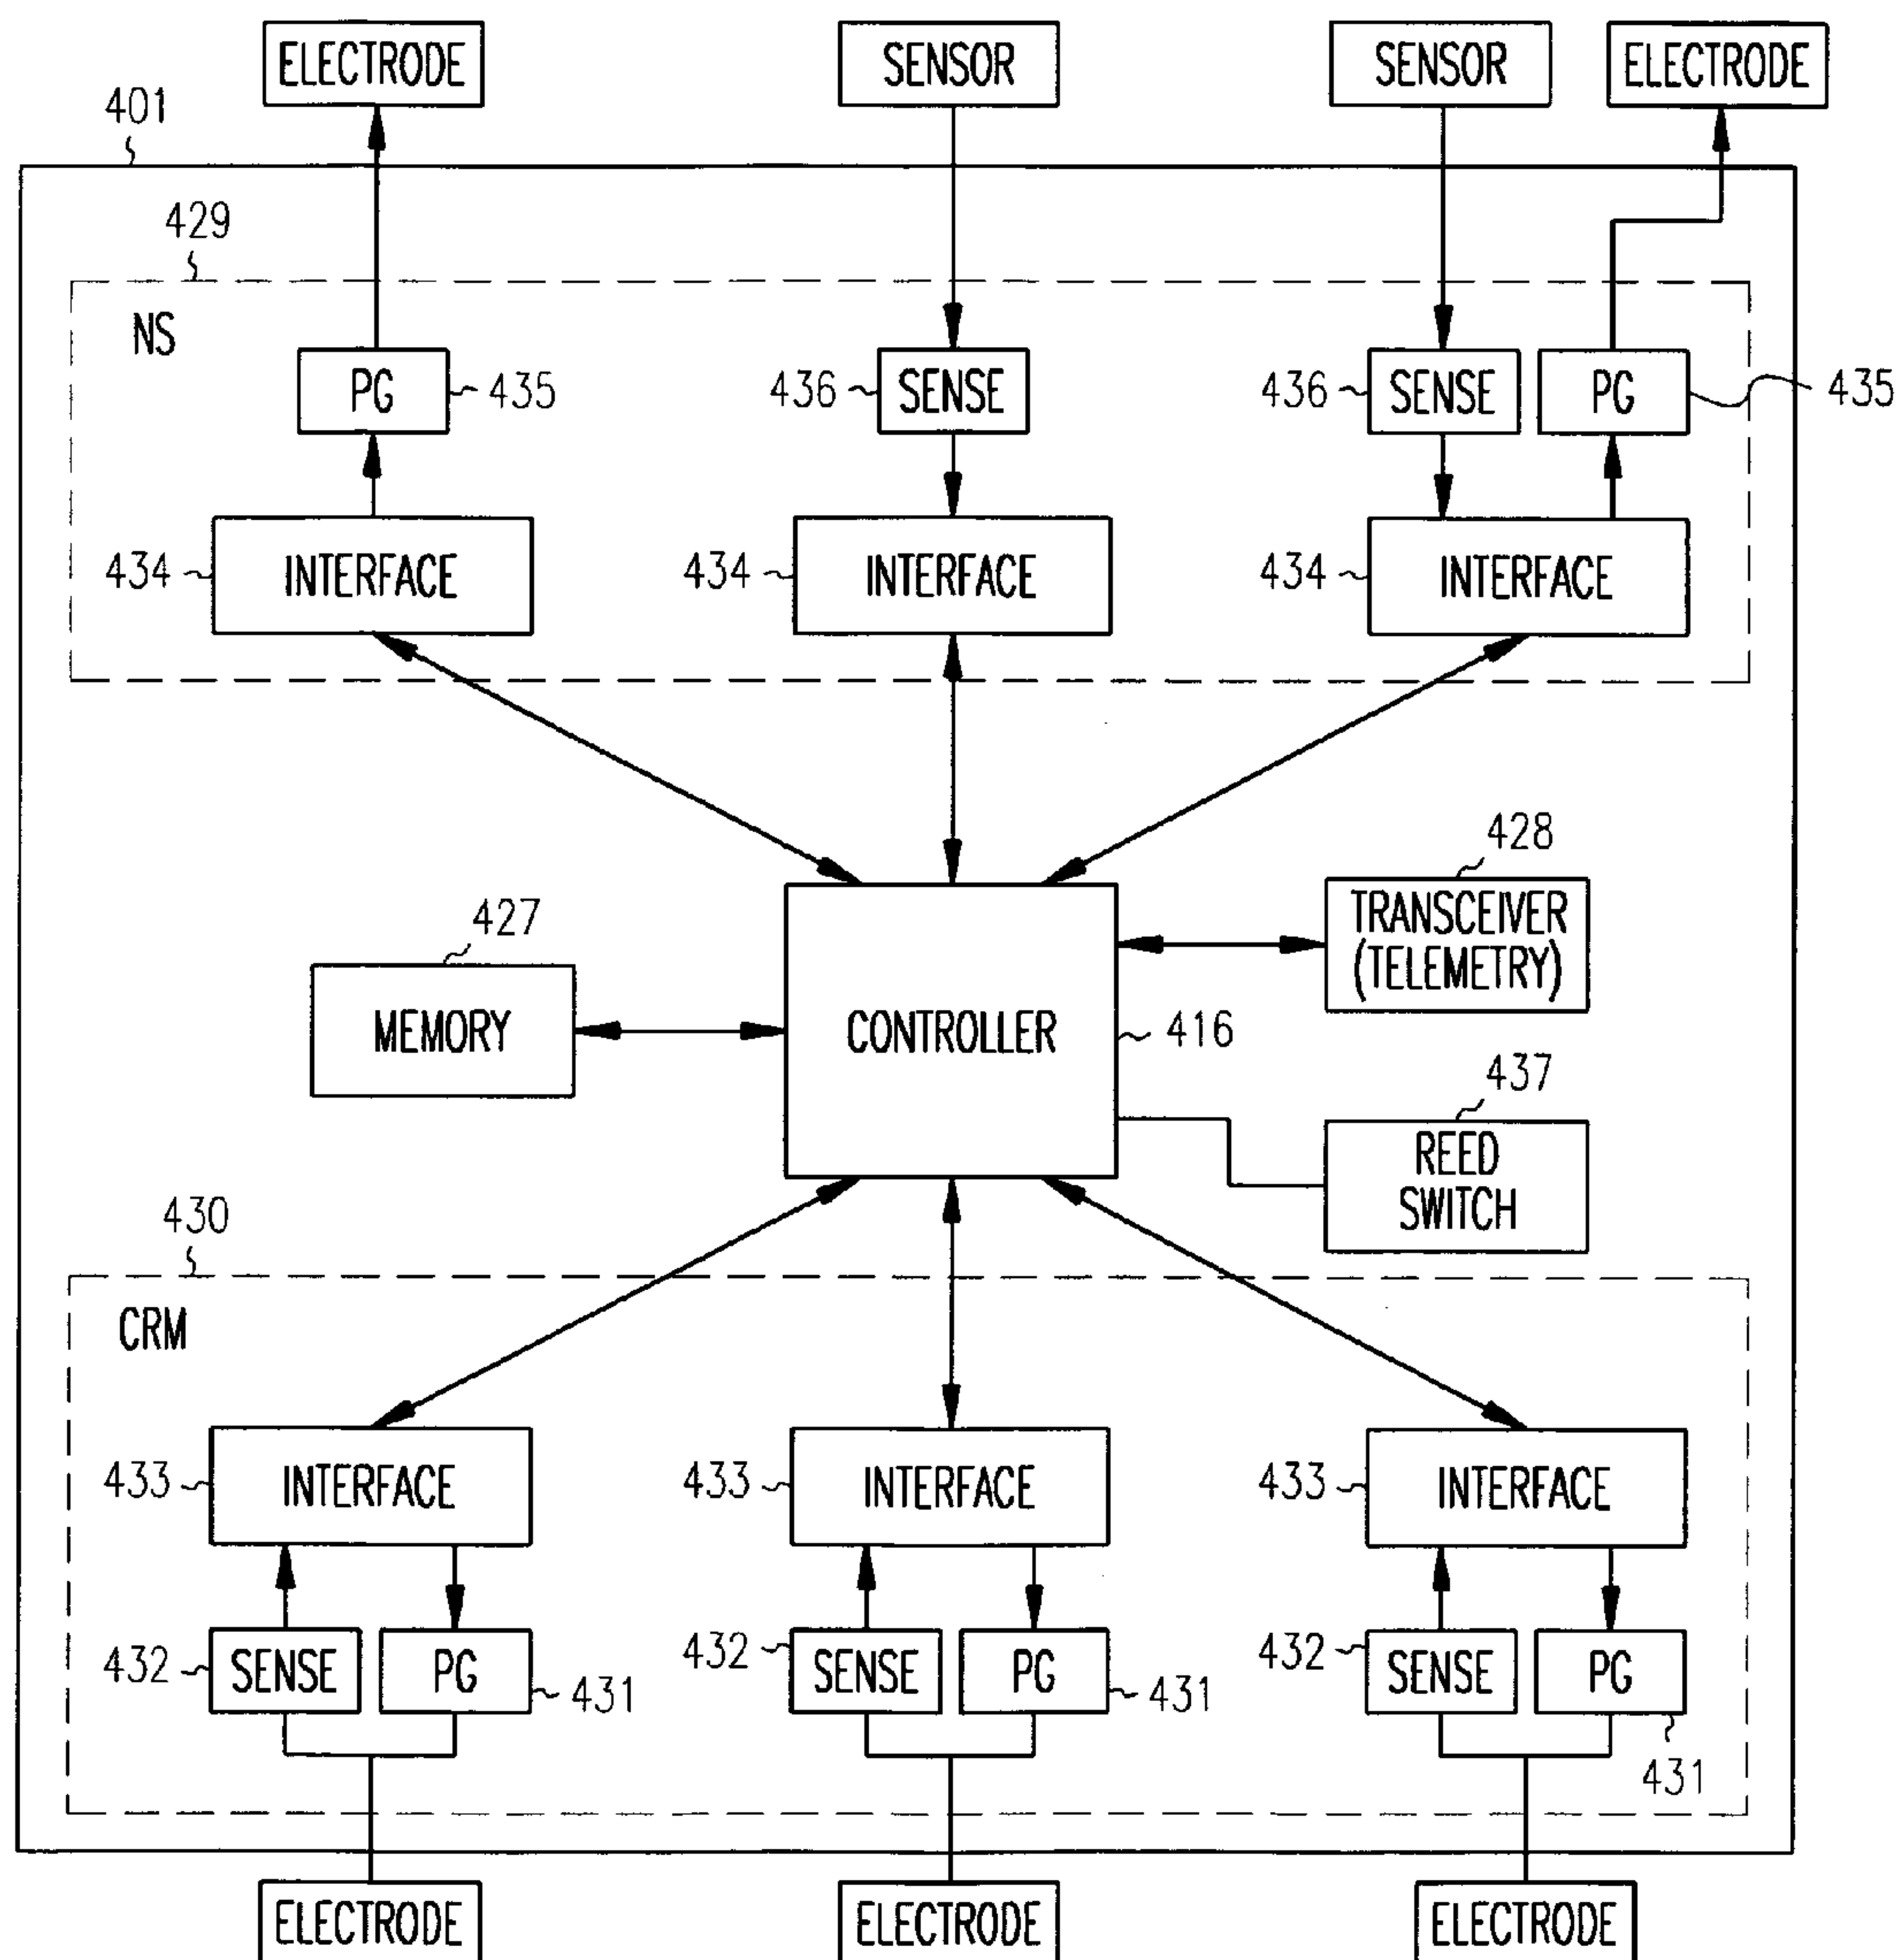 ELECTRODE
SENSOR
SENSOR
ELECTRODE
401
429
NS
PG
435
436
SENSE
436
SENSE
PG
435
434
INTERFACE
434
INTERFACE
434
INTERFACE
428
TRANSCEIVER
(TELEMETRY)
427
MEMORY
CONTROLLER
416
437
REED
SWITCH
430
CRM
433
INTERFACE
433
INTERFACE
433
INTERFACE
432
SENSE
PG
431
432
SENSE
PG
431
432
SENSE
PG
431
ELECTRODE
ELECTRODE
ELECTRODE